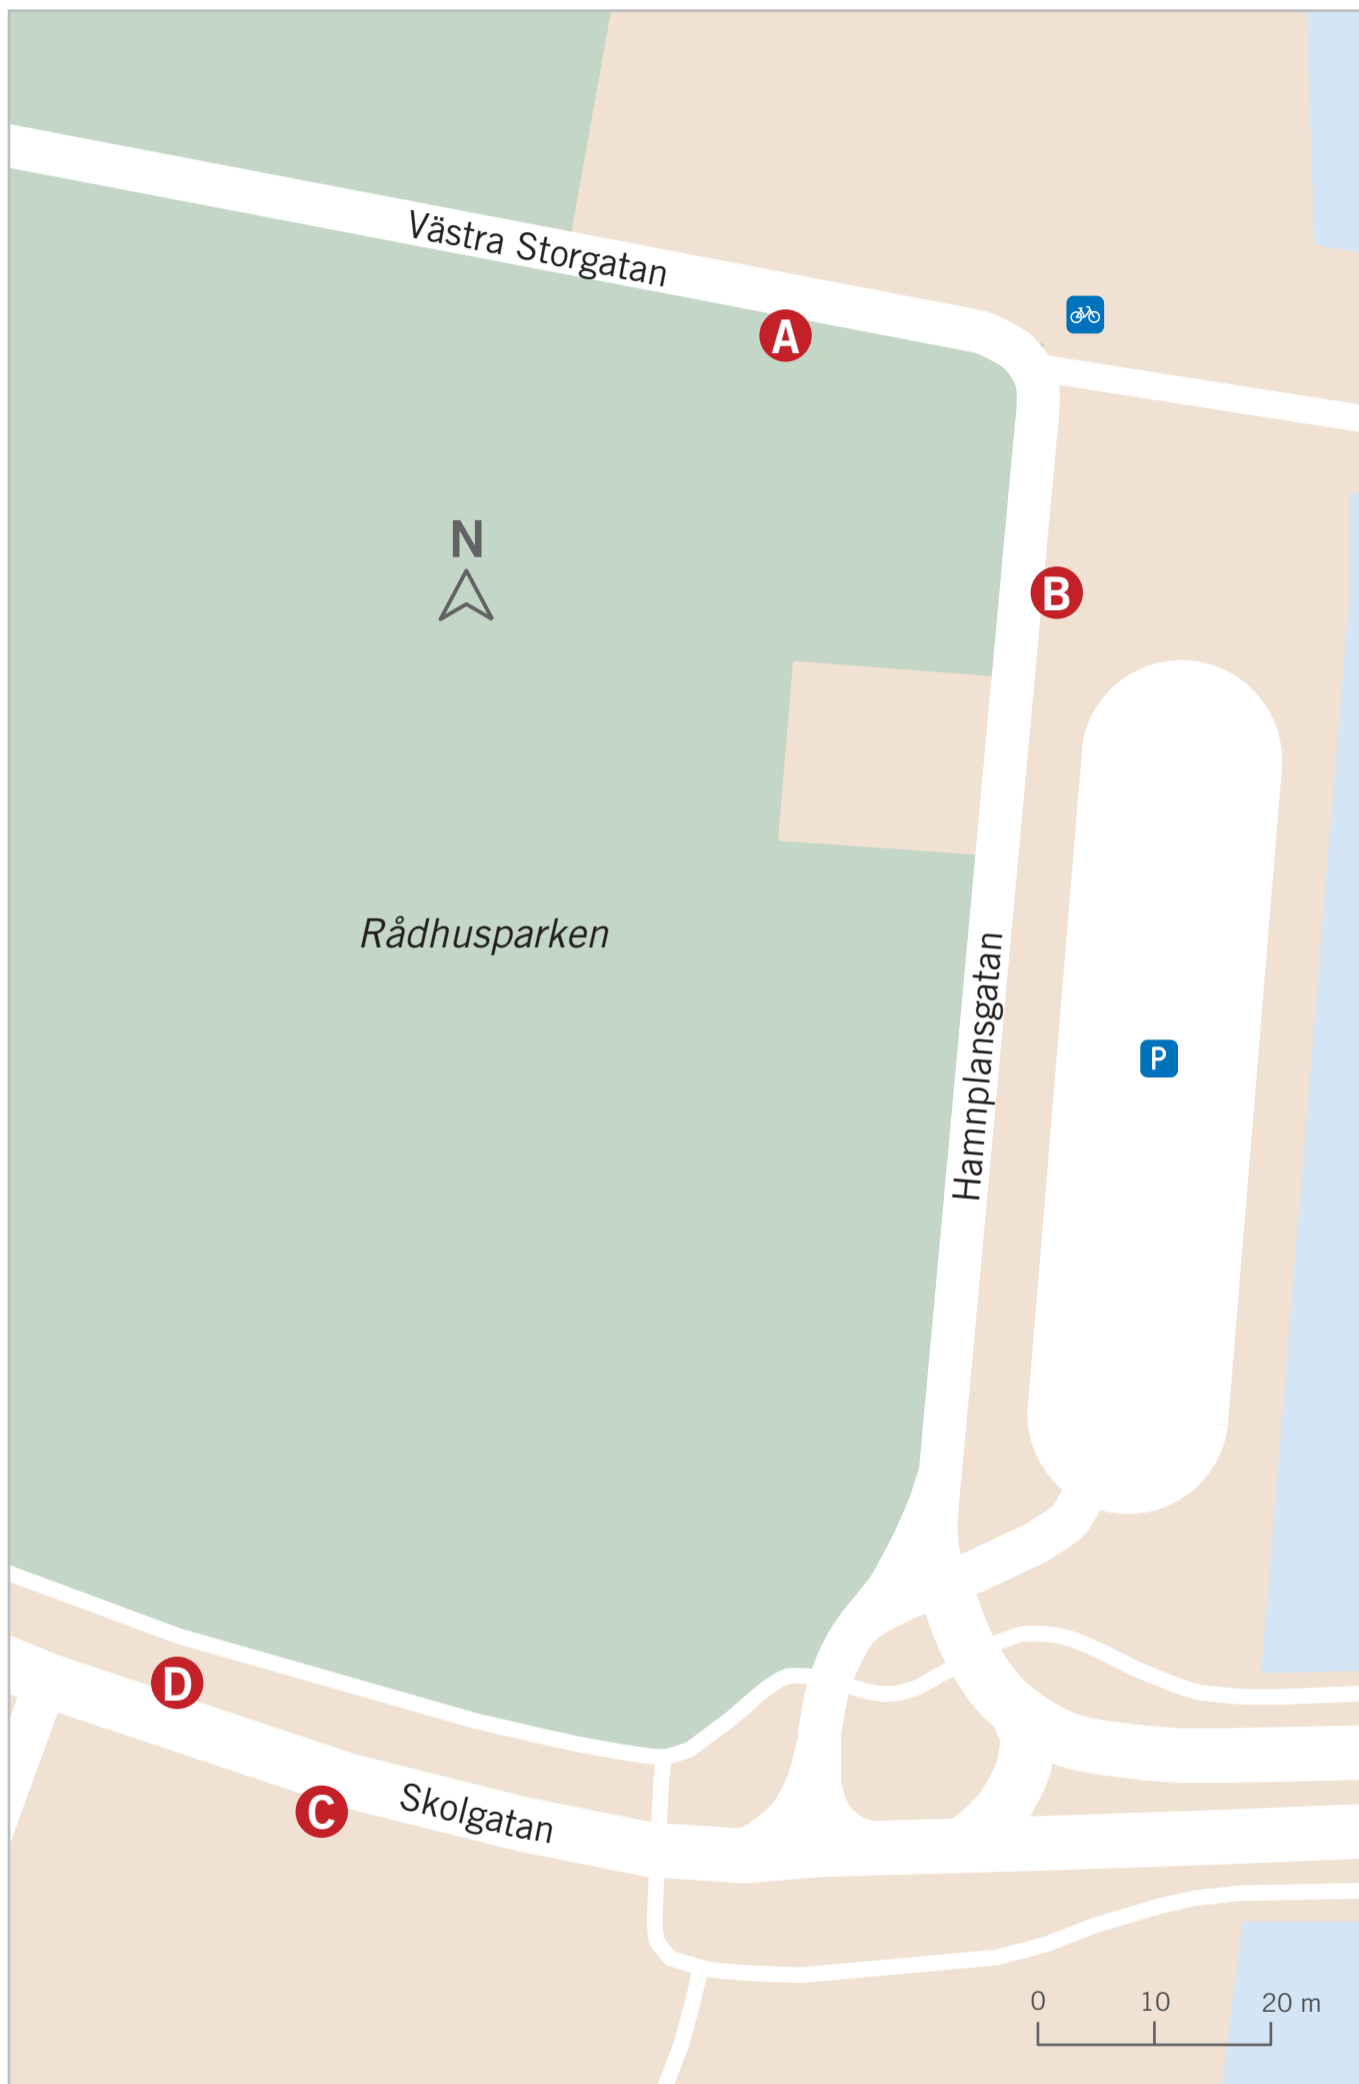 Västra Storgatan
A
N
B
Rådhusparken
Hamnplansgatan
P
D
C
Skolgatan
0 10 20 m